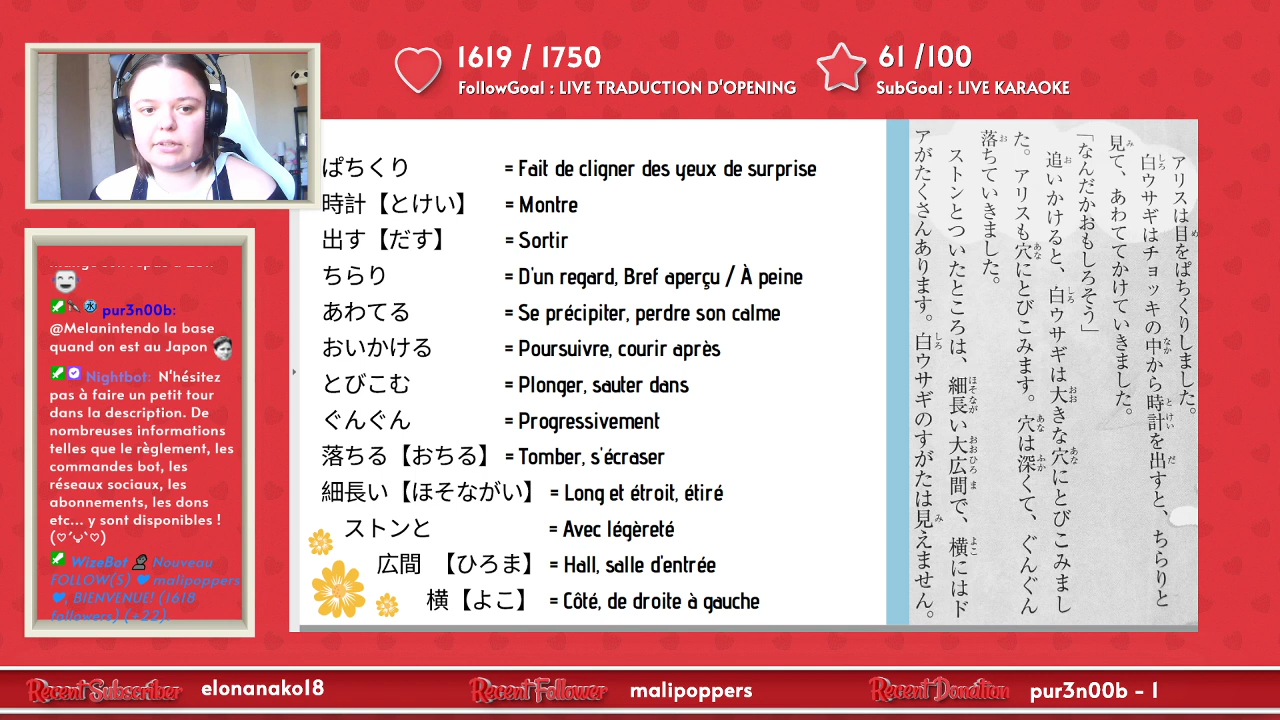 1619 / 1750
FollowGoal : LIVE TRADUCTION D'OPENING
61 /100
SubGoal : LIVE KARAOKE
ぱちくり = Fait de cligner des yeux de surprise
時計【とけい】 = Montre
出す【だす】 = Sortir
ちらり = D'un regard, Bref aperçu / À peine
あわてる = Se précipiter, perdre son calme
おいかける = Poursuivre, courir après
とびこむ = Plonger, sauter dans
ぐんぐん = Progressivement
落ちる【おちる】 = Tomber, s'écraser
細長い【ほそながい】 = Long et étroit, étiré
ストンと = Avec légèreté
広間 【ひろま】 = Hall, salle d'entrée
横【よこ】 = Côté, de droite à gauche
アリスは目をぱちくりしました。
白ウサギはチョッキの中から時計を出すと、ちらりと
見て、あわててかけていきました。
「なんだかおもしろそう」
追いかけると、白ウサギは大きな穴にとびこみまし
た。アリスも穴にとびこみます。穴は深くて、ぐんぐん
落ちていきました。
ストンとついたところは、細長い大広間で、横にはド
アがたくさんあります。白ウサギのすがたは見えません。
pur3n00b:
@Melanintendo la base
quand on est au Japon
Nightbot: N'hésitez
pas à faire un petit tour
dans la description. De
nombreuses informations
telles que le règlement, les
commandes bot, les
réseaux sociaux, les
abonnements, les dons
etc... y sont disponibles !
(♡ˊᵕˋ♡)
WizeBot Nouveau
FOLLOW(S) malipoppers
, BIENVENUE! (1618
followers) (+22).
Recent Subscriber elonanako18
Recent Follower malipoppers
Recent Donation pur3n00b - 1